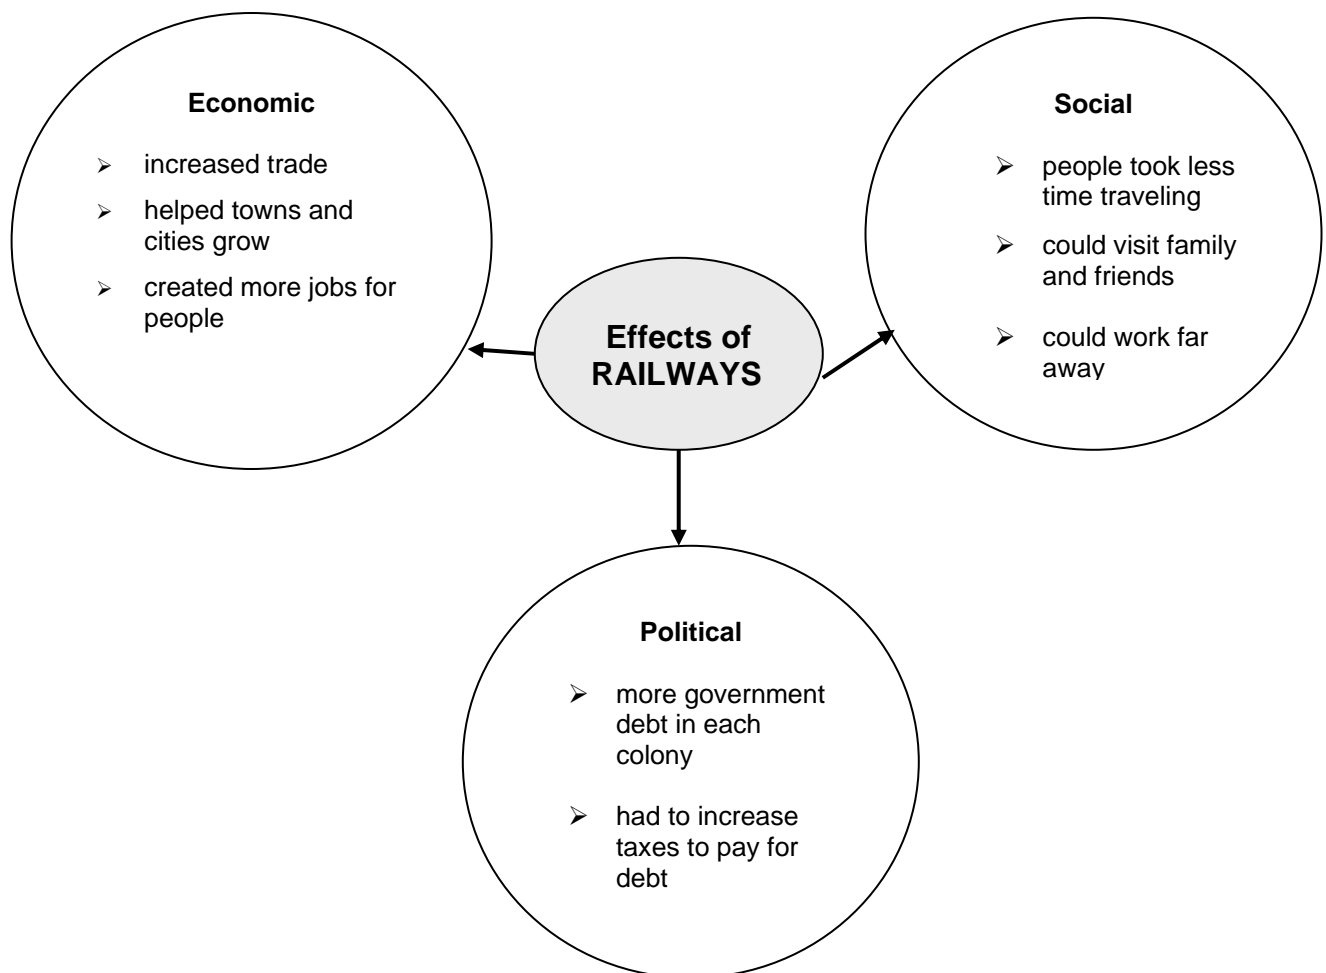 Economic
➢ increased trade
➢ helped towns and
cities grow
➢ created more jobs for
people
Social
➢ people took less
time traveling
➢ could visit family
and friends
➢ could work far
away
Effects of
RAILWAYS
Political
➢ more government
debt in each
colony
➢ had to increase
taxes to pay for
debt